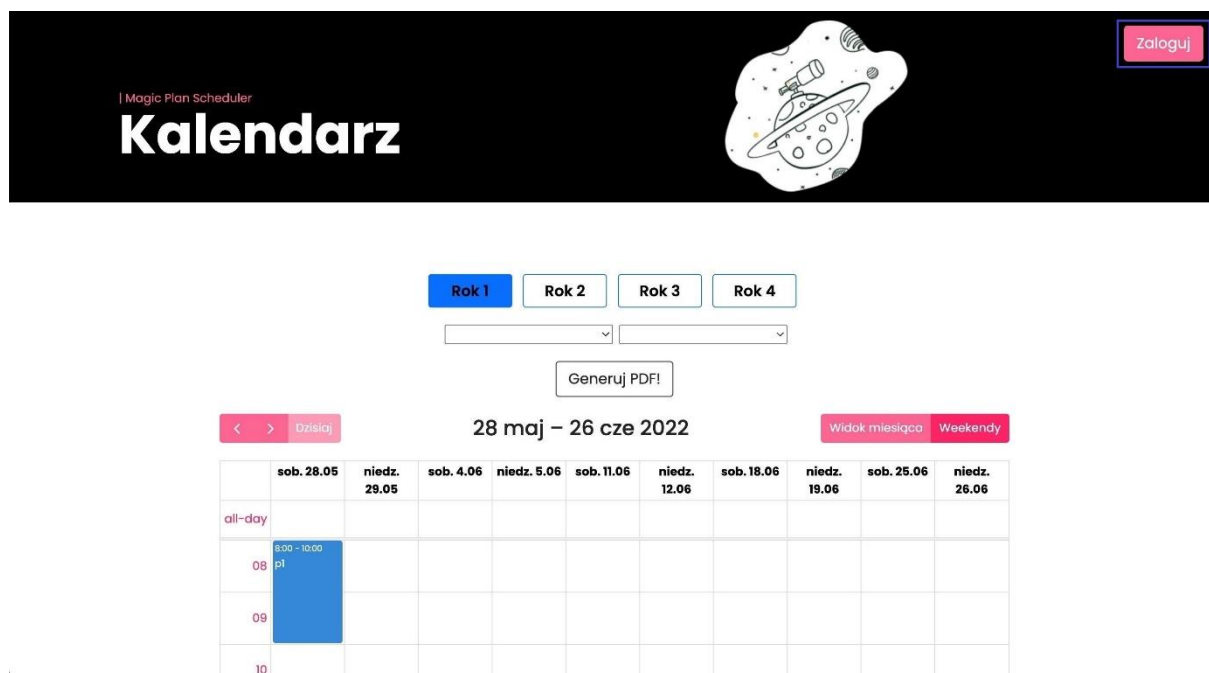 Zaloguj
| Magic Plan Scheduler
Kalendarz
Rok 1 Rok 2 Rok 3 Rok 4
Generuj PDF!
< > Dzisiaj 28 maj – 26 cze 2022 Widok miesiąca Weekendy
sob. 28.05 niedz. 29.05 sob. 4.06 niedz. 5.06 sob. 11.06 niedz. 12.06 sob. 18.06 niedz. 19.06 sob. 25.06 niedz. 26.06
all-day
8:00 - 10:00
08 p1
09
10